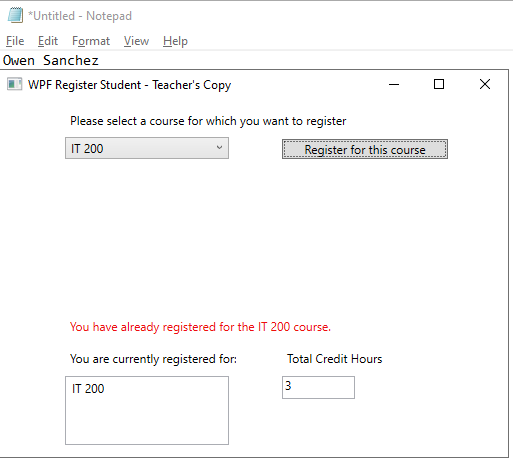 *Untitled - Notepad
File Edit Format View Help
Owen Sanchez
WPF Register Student - Teacher's Copy
Please select a course for which you want to register
IT 200
Register for this course
You have already registered for the IT 200 course.
You are currently registered for:
Total Credit Hours
IT 200
3